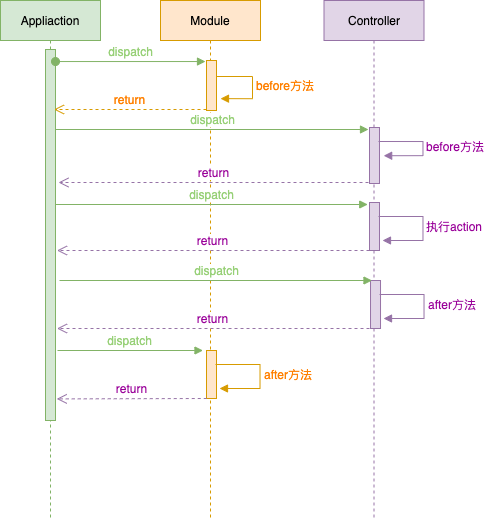 Appliaction
Module
Controller
dispatch
before方法
return
dispatch
before方法
return
dispatch
执行action
return
dispatch
after方法
return
dispatch
after方法
return